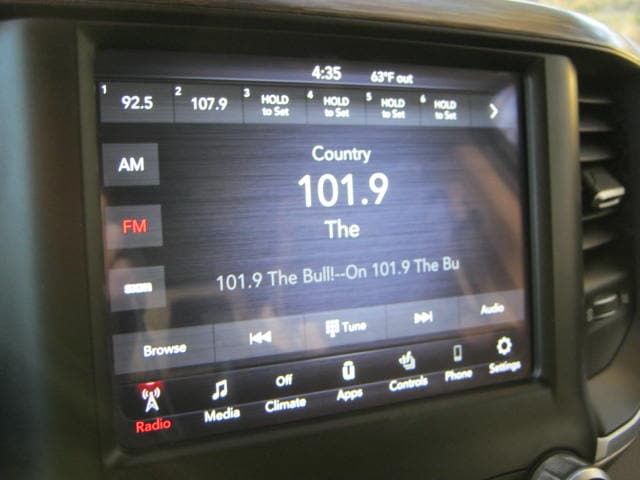 4:35 63°F out
1 92.5 2 107.9 3 HOLD to Set 4 HOLD to Set 5 HOLD to Set 6 HOLD to Set
AM
Country
101.9
FM
The
101.9 The Bull!--On 101.9 The Bu
Browse Tune Audio
Radio Media Off Climate Apps Controls Phone Settings